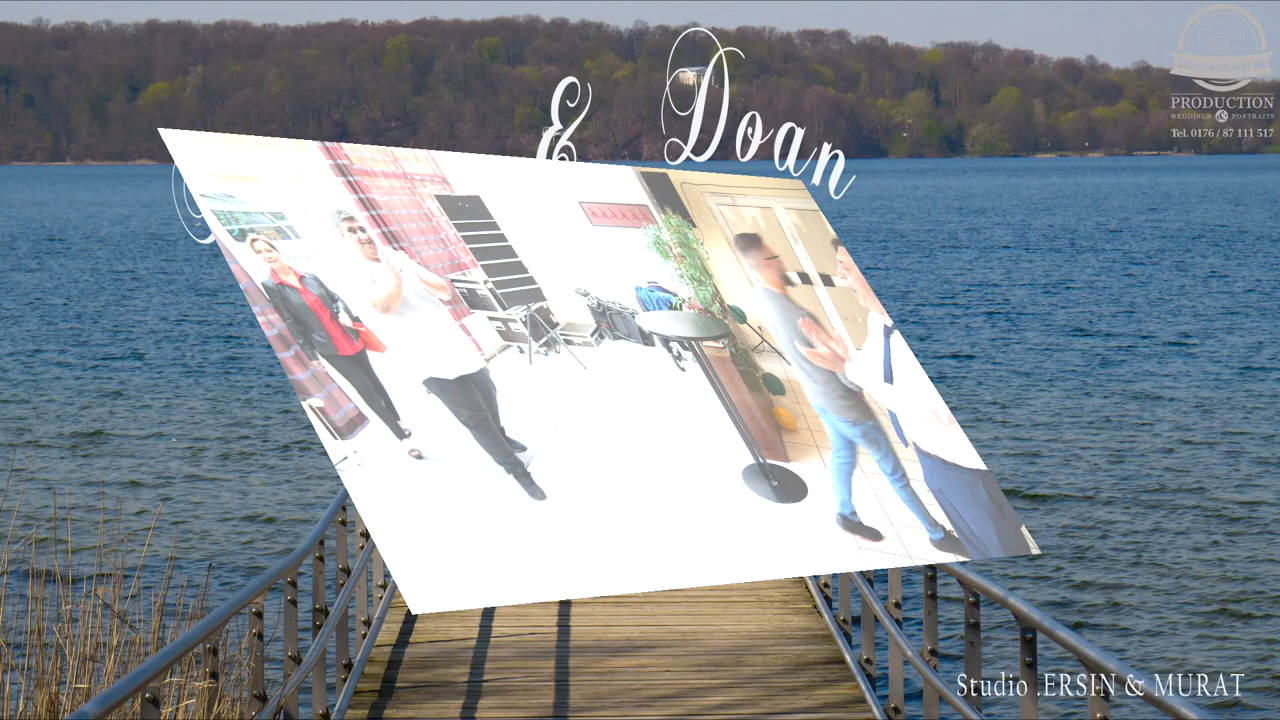 & Doan
PRODUCTION
WEDDINGS & PORTRAITS
Tel. 0176 / 87 111 517
Studio .ERSIN & MURAT